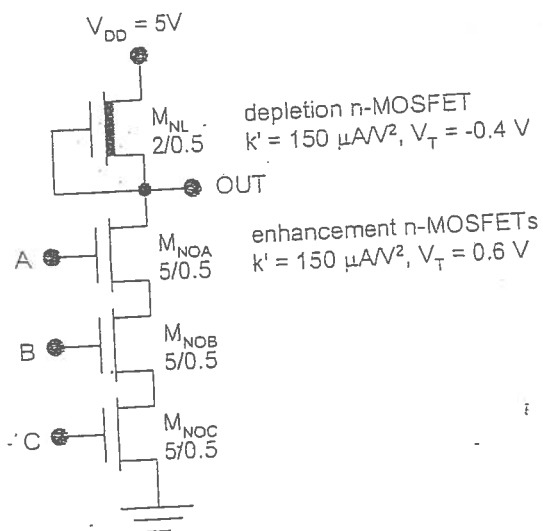 V_DD = 5V
M_NL
2/0.5
depletion n-MOSFET
k' = 150 μA/V², V_T = -0.4 V
OUT
A
M_NOA
5/0.5
enhancement n-MOSFETs
k' = 150 μA/V², V_T = 0.6 V
B
M_NOB
5/0.5
C
M_NOC
5/0.5